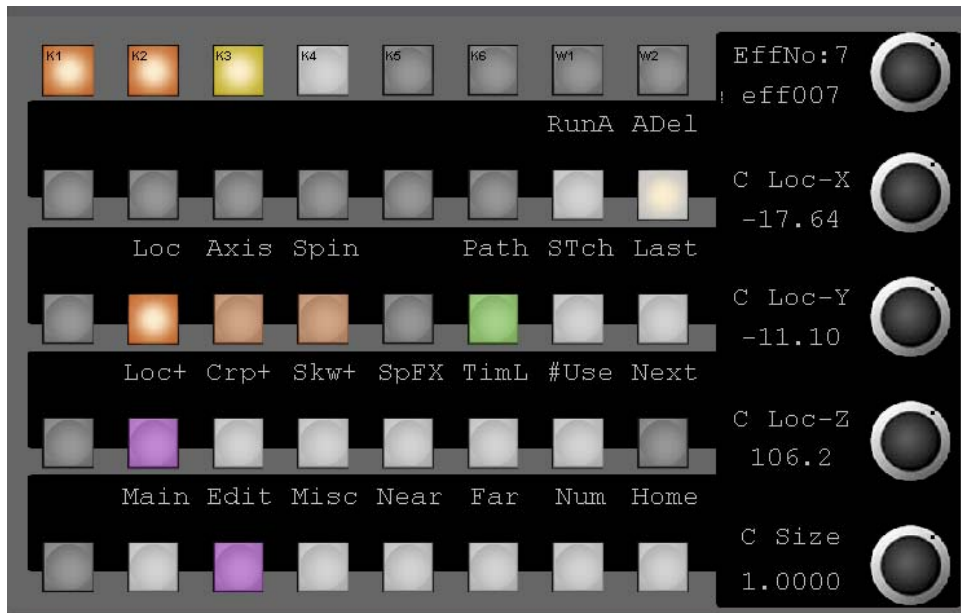 K1 K2 K3 K4 K5 K6 W1 W2 EffNo:7
eff007
RunA ADel
C Loc-X
-17.64
Loc Axis Spin Path STch Last
C Loc-Y
-11.10
Loc+ Crp+ Skw+ SpFX TimL #Use Next
C Loc-Z
106.2
Main Edit Misc Near Far Num Home
C Size
1.0000